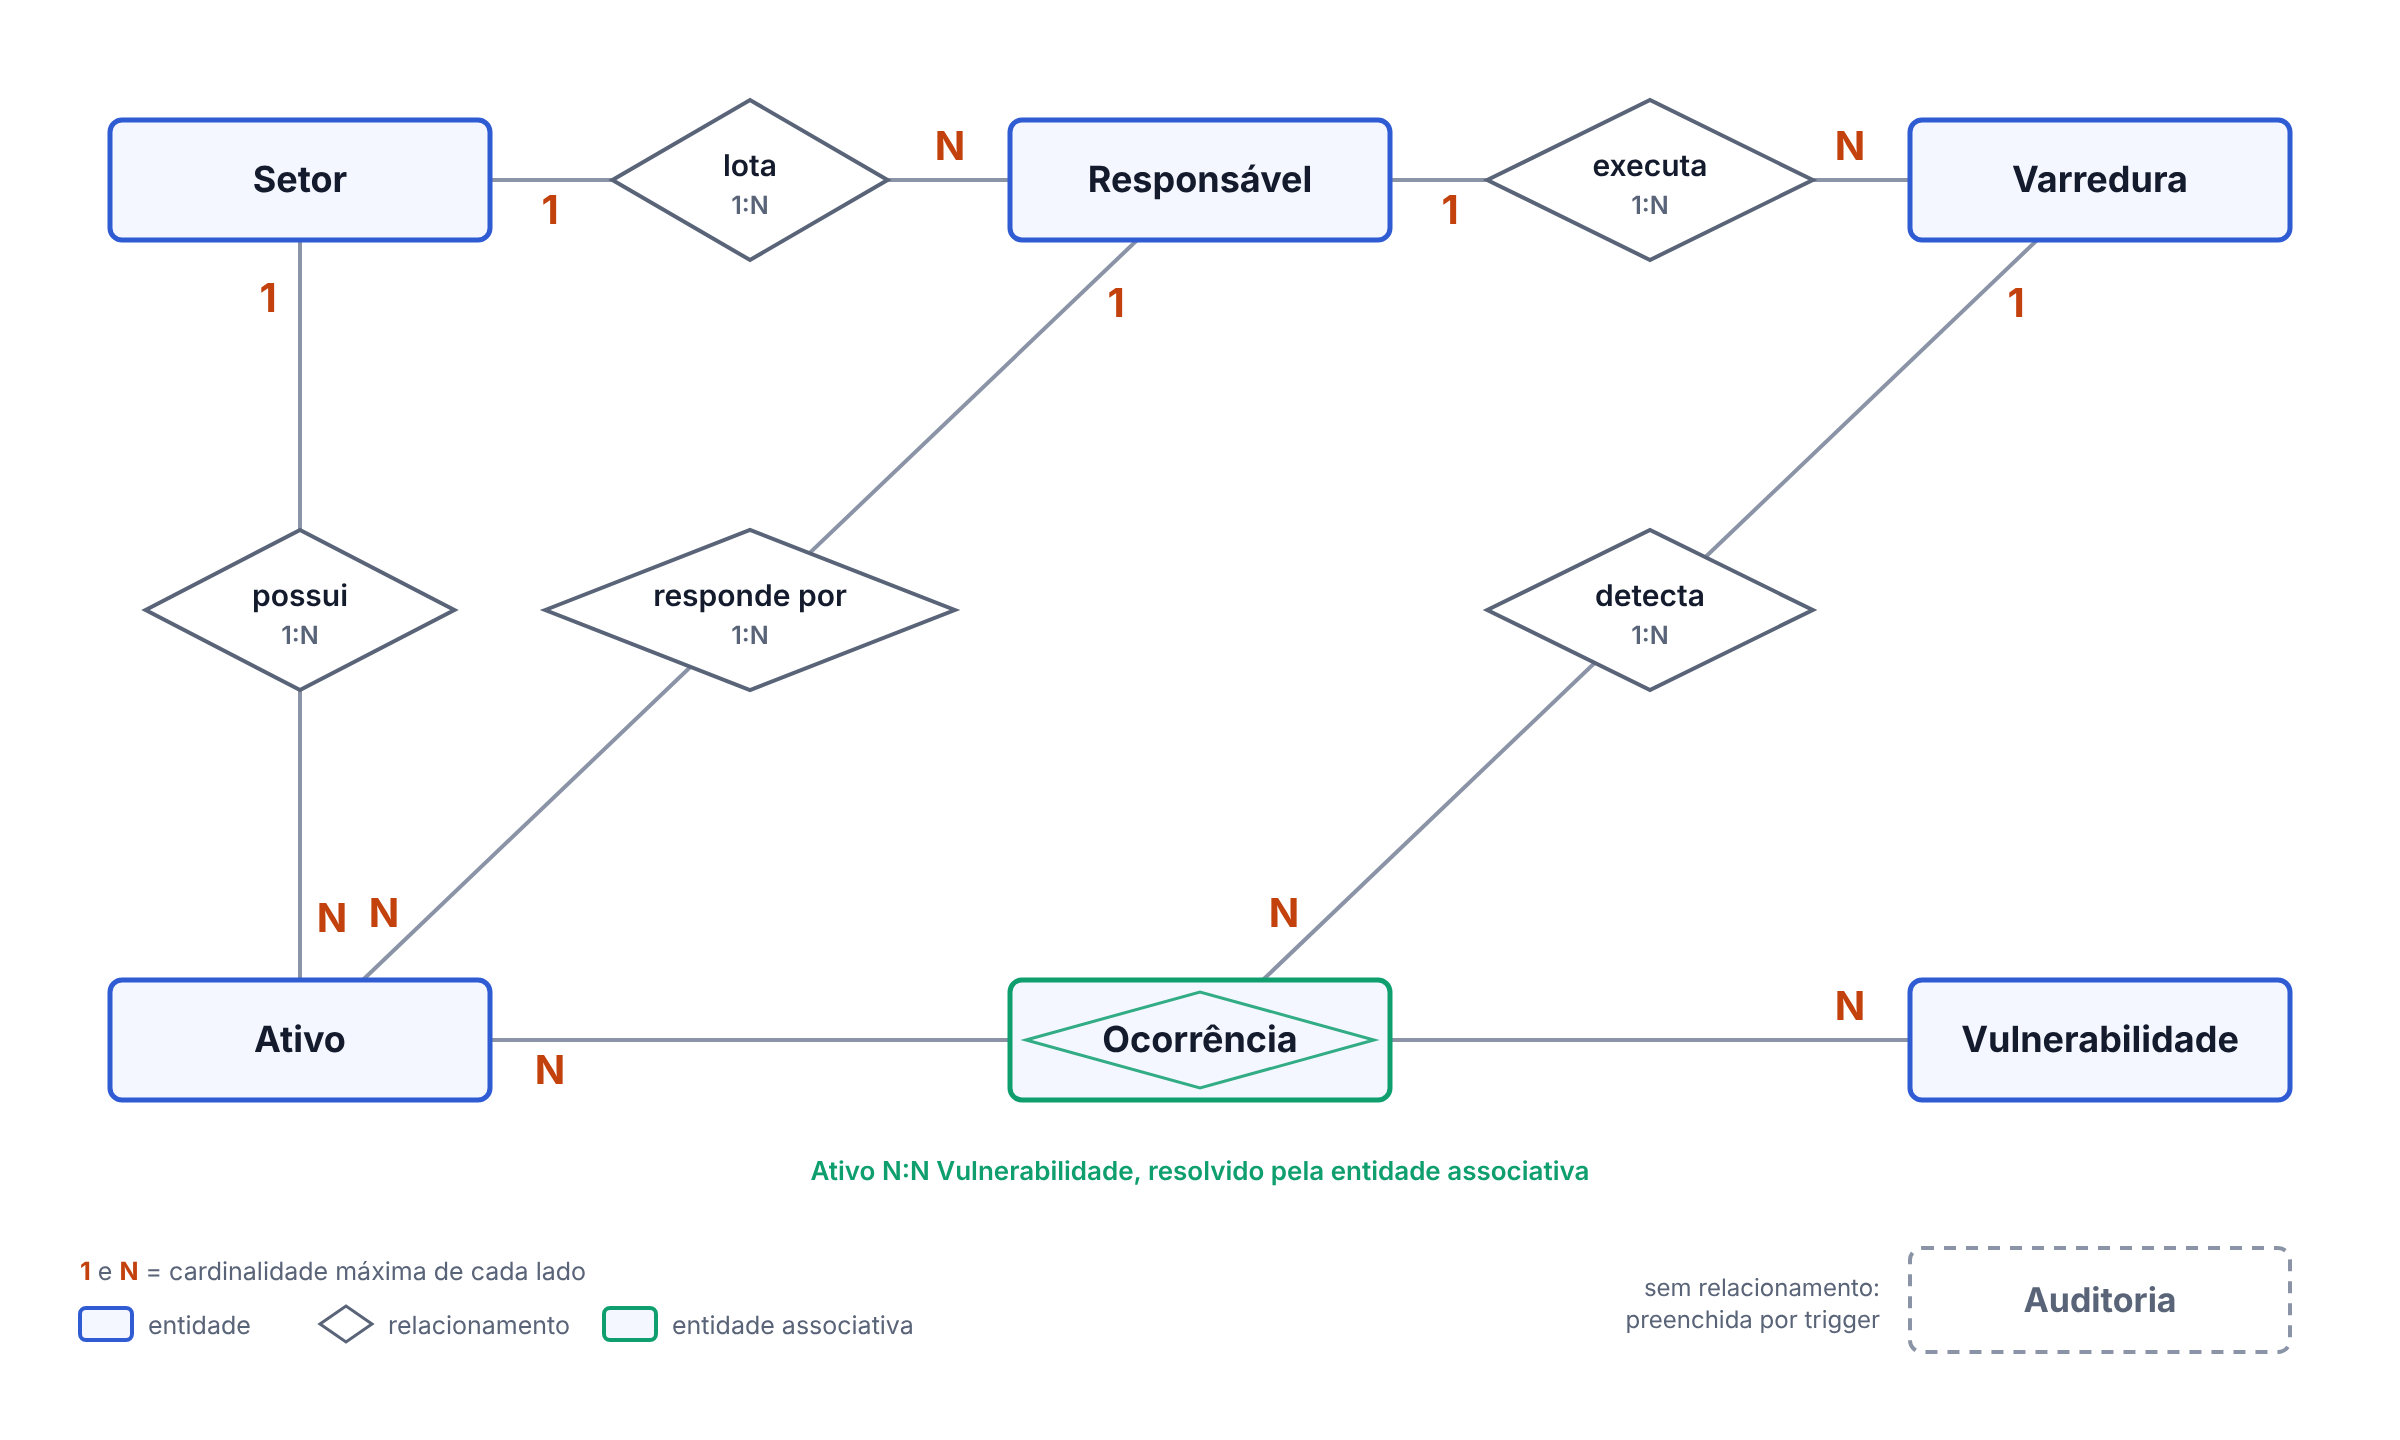 Setor
1
lota
1:N
N
Responsável
1
executa
1:N
N
Varredura
1
1
1
possui
1:N
responde por
1:N
detecta
1:N
N
N
N
Ativo
N
Ocorrência
N
Vulnerabilidade
Ativo N:N Vulnerabilidade, resolvido pela entidade associativa
1 e N = cardinalidade máxima de cada lado
entidade
relacionamento
entidade associativa
sem relacionamento:
preenchida por trigger
Auditoria